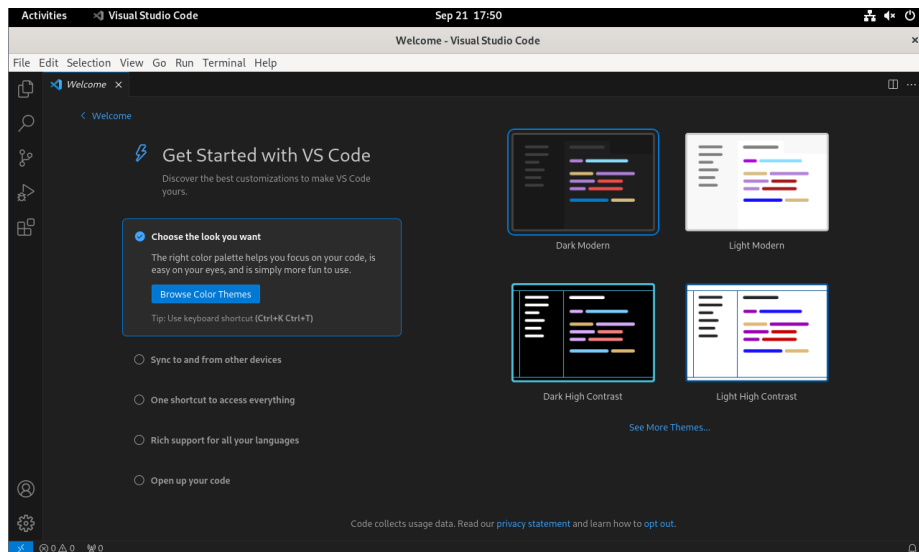 Activities Visual Studio Code Sep 21 17:50
Welcome - Visual Studio Code ×
File Edit Selection View Go Run Terminal Help
Welcome ×
< Welcome
Get Started with VS Code
Discover the best customizations to make VS Code
yours.
Choose the look you want
The right color palette helps you focus on your code, is
easy on your eyes, and is simply more fun to use.
Browse Color Themes
Tip: Use keyboard shortcut (Ctrl+K Ctrl+T)
Sync to and from other devices
One shortcut to access everything
Rich support for all your languages
Open up your code
Dark Modern
Light Modern
Dark High Contrast
Light High Contrast
See More Themes...
Code collects usage data. Read our privacy statement and learn how to opt out.
0 0 0